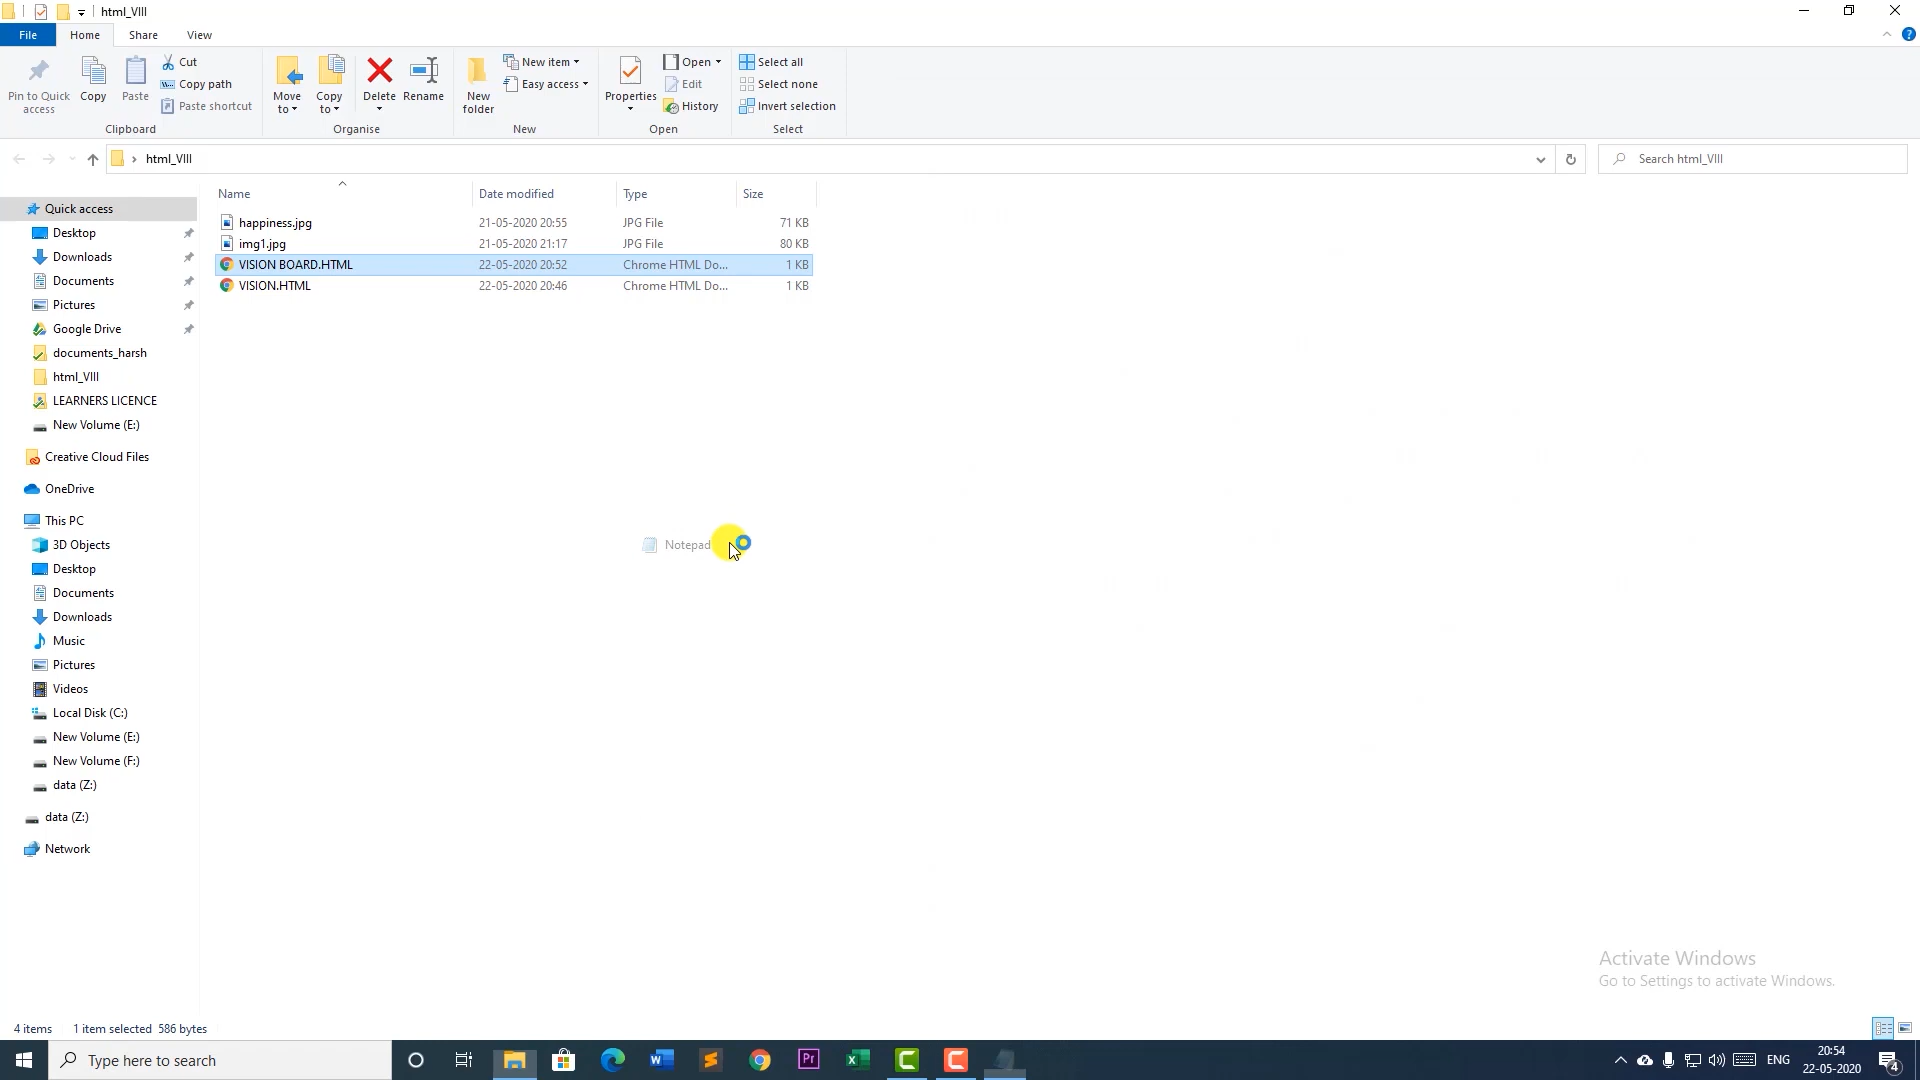 html_VIII
File Home Share View
Pin to Quick access
Copy
Paste
Cut
Copy path
Paste shortcut
Clipboard
Move to
Copy to
Delete
Rename
Organise
New folder
New item
Easy access
New
Properties
Open
Edit
History
Open
Select all
Select none
Invert selection
Select
html_VIII
Search html_VIII
Name Date modified Type Size
happiness.jpg 21-05-2020 20:55 JPG File 71 KB
img1.jpg 21-05-2020 21:17 JPG File 80 KB
VISION BOARD.HTML 22-05-2020 20:52 Chrome HTML Do... 1 KB
VISION.HTML 22-05-2020 20:46 Chrome HTML Do... 1 KB
Quick access
Desktop
Downloads
Documents
Pictures
Google Drive
documents_harsh
html_VIII
LEARNERS LICENCE
New Volume (E:)
Creative Cloud Files
OneDrive
This PC
3D Objects
Desktop
Documents
Downloads
Music
Pictures
Videos
Local Disk (C:)
New Volume (E:)
New Volume (F:)
data (Z:)
data (Z:)
Network
Notepad
Activate Windows
Go to Settings to activate Windows.
4 items 1 item selected 586 bytes
Type here to search
W
Pr
ENG
20:54
22-05-2020
4